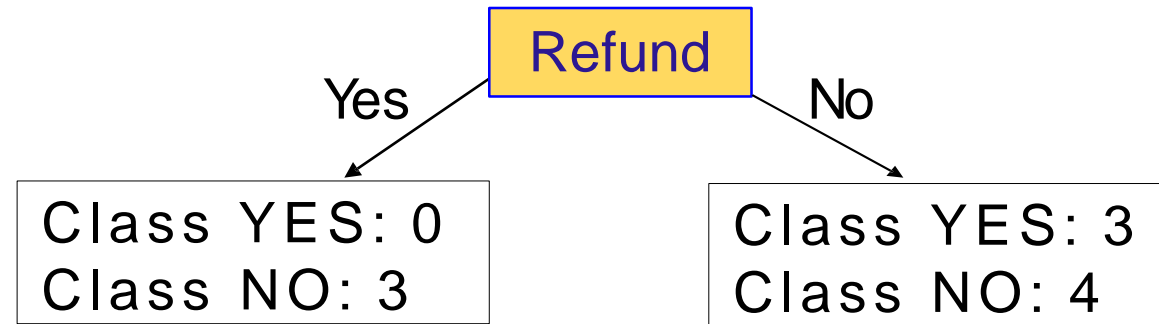 Refund
Yes
No
Class YES: 0
Class NO: 3
Class YES: 3
Class NO: 4